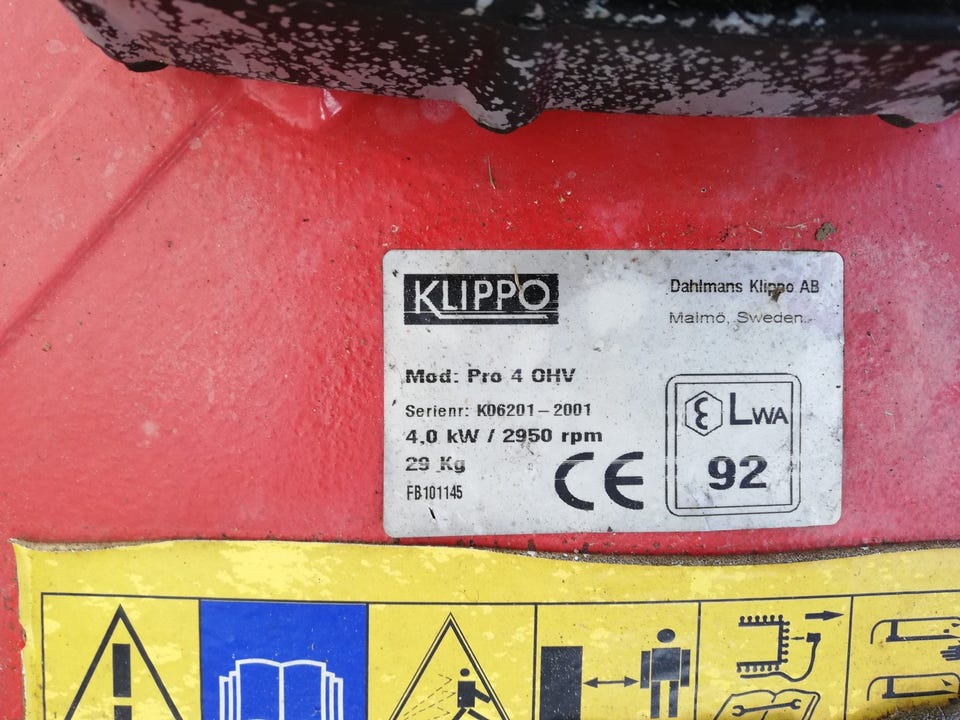 KLIPPO
Dahlmans Klippo AB
Malmö, Sweden.
Mod: Pro 4 OHV
Serienr: K06201-2001
4,0 kW / 2950 rpm
29 Kg
FB101145
CE
ε LWA
92